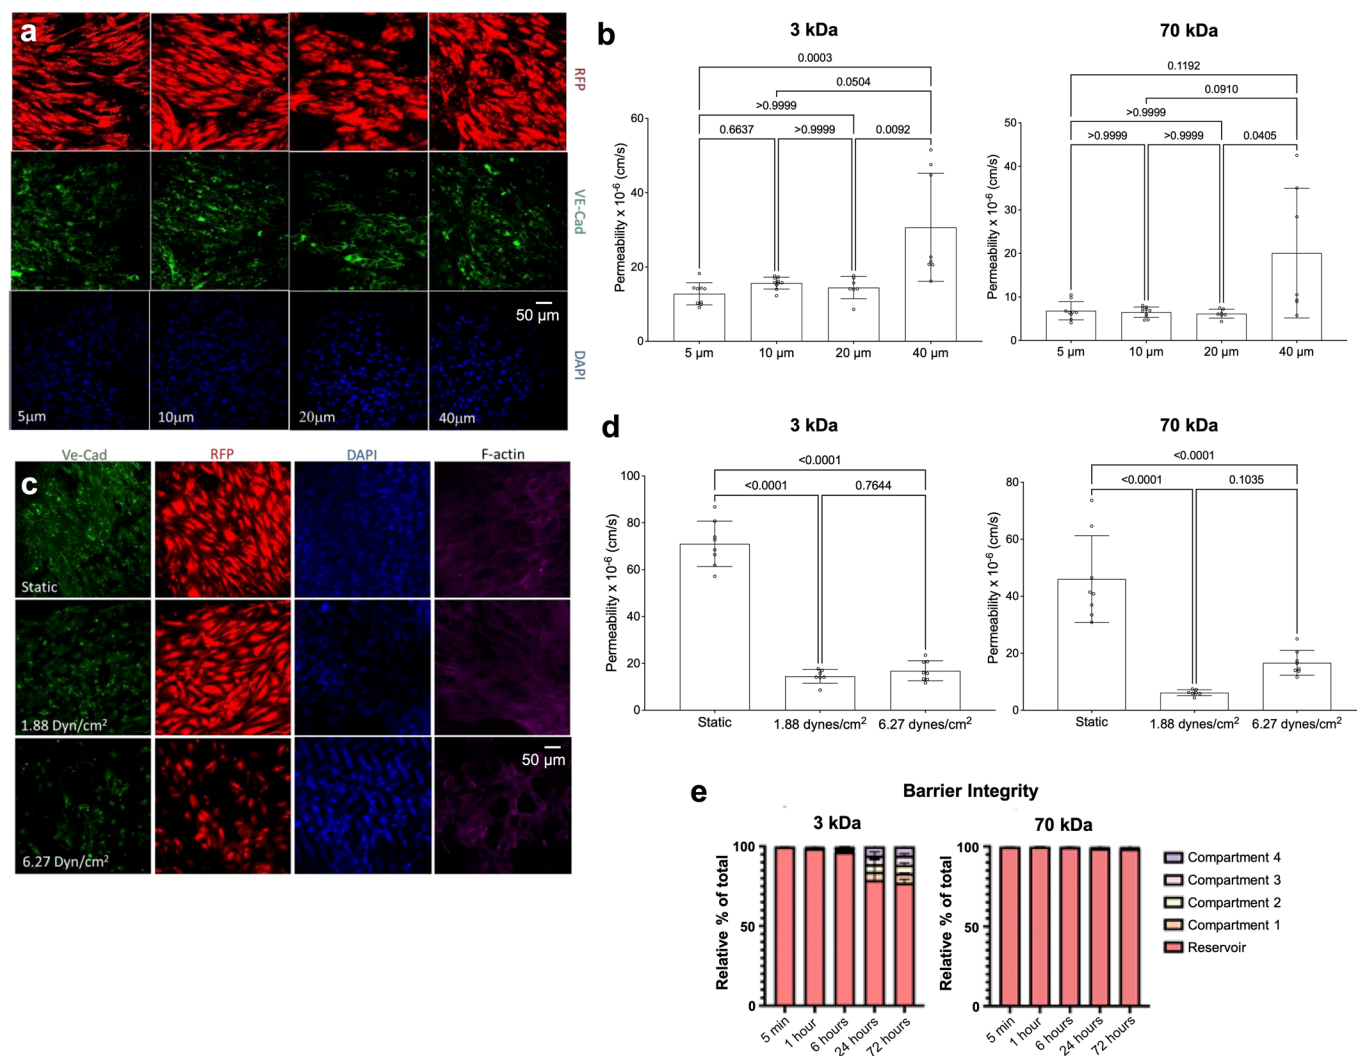 a
RFP
VE-Cad
DAPI
50 µm
5µm
10µm
20µm
40µm
b
3 kDa
0.0003
0.0504
>0.9999
0.6637
>0.9999
0.0092
Permeability x 10⁻⁶ (cm/s)
60
40
20
0
5 µm
10 µm
20 µm
40 µm
70 kDa
0.1192
0.0910
>0.9999
>0.9999
>0.9999
0.0405
Permeability x 10⁻⁶ (cm/s)
50
40
30
20
10
0
5 µm
10 µm
20 µm
40 µm
c
Ve-Cad
RFP
DAPI
F-actin
Static
1.88 Dyn/cm²
50 µm
6.27 Dyn/cm²
d
3 kDa
<0.0001
<0.0001
0.7644
Permeability x 10⁻⁶ (cm/s)
100
80
60
40
20
0
Static
1.88 dynes/cm²
6.27 dynes/cm²
70 kDa
<0.0001
<0.0001
0.1035
Permeability x 10⁻⁶ (cm/s)
80
60
40
20
0
Static
1.88 dynes/cm²
6.27 dynes/cm²
e
Barrier Integrity
3 kDa
Relative % of total
100
50
0
5 min
1 hour
6 hours
24 hours
72 hours
70 kDa
Relative % of total
100
50
0
5 min
1 hour
6 hours
24 hours
72 hours
Compartment 4
Compartment 3
Compartment 2
Compartment 1
Reservoir